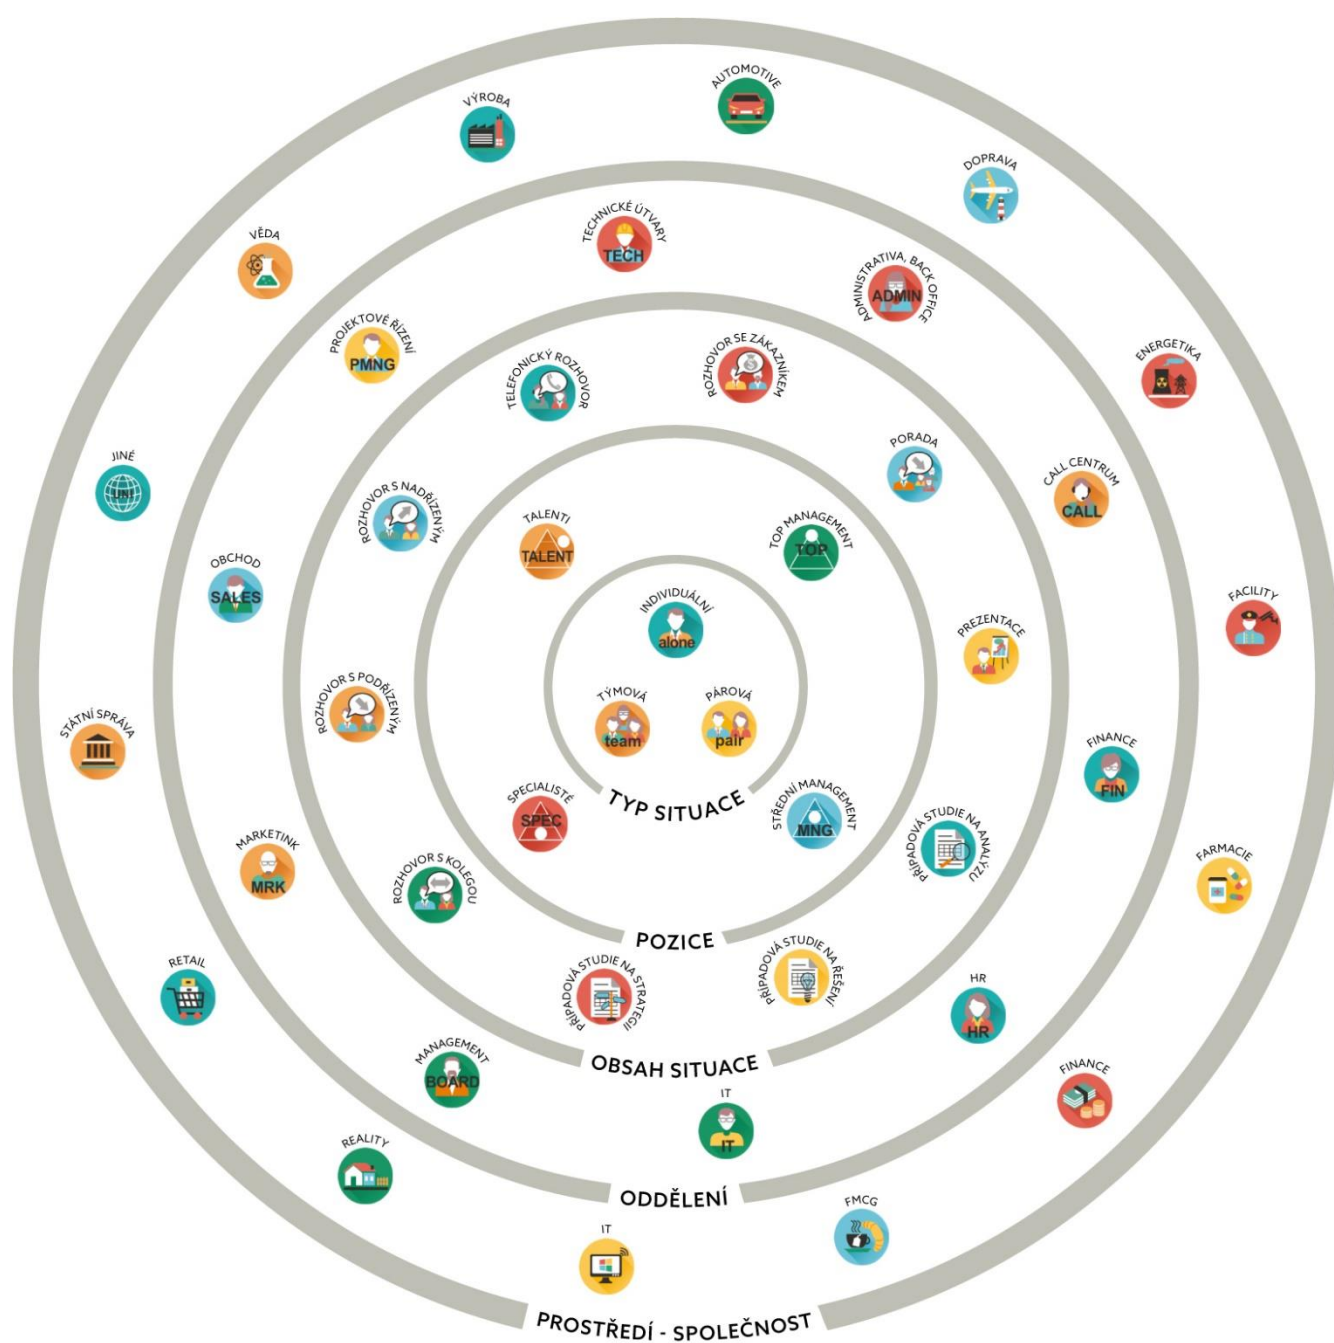 AUTOMOTIVE
VÝROBA
DOPRAVA
VĚDA
ENERGETIKA
JINÉ
UNI
FACILITY
STÁTNÍ SPRÁVA
FARMACIE
RETAIL
FINANCE
REALITY
FMCG
IT
PROSTŘEDÍ - SPOLEČNOST
TECHNICKÉ ÚTVARY
TECH
ADMINISTRATIVA, BACK OFFICE
ADMIN
PROJEKTOVÉ ŘÍZENÍ
PMNG
CALL CENTRUM
CALL
OBCHOD
SALES
FINANCE
FIN
MARKETINK
MRK
HR
HR
MANAGEMENT
BOARD
IT
IT
ODDĚLENÍ
ROZHOVOR SE ZÁKAZNÍKEM
TELEFONICKÝ ROZHOVOR
PORADA
ROZHOVOR S NADŘÍZENÝM
PREZENTACE
ROZHOVOR S PODŘÍZENÝM
PŘÍPADOVÁ STUDIE NA ANALÝZU
ROZHOVOR S KOLEGOU
PŘÍPADOVÁ STUDIE NA ŘEŠENÍ
PŘÍPADOVÁ STUDIE NA STRATEGII
OBSAH SITUACE
TALENTI
TALENT
TOP MANAGEMENT
TOP
SPECIALISTÉ
SPEC
STŘEDNÍ MANAGEMENT
MNG
POZICE
INDIVIDUÁLNÍ
alone
TÝMOVÁ
team
PÁROVÁ
pair
TYP SITUACE